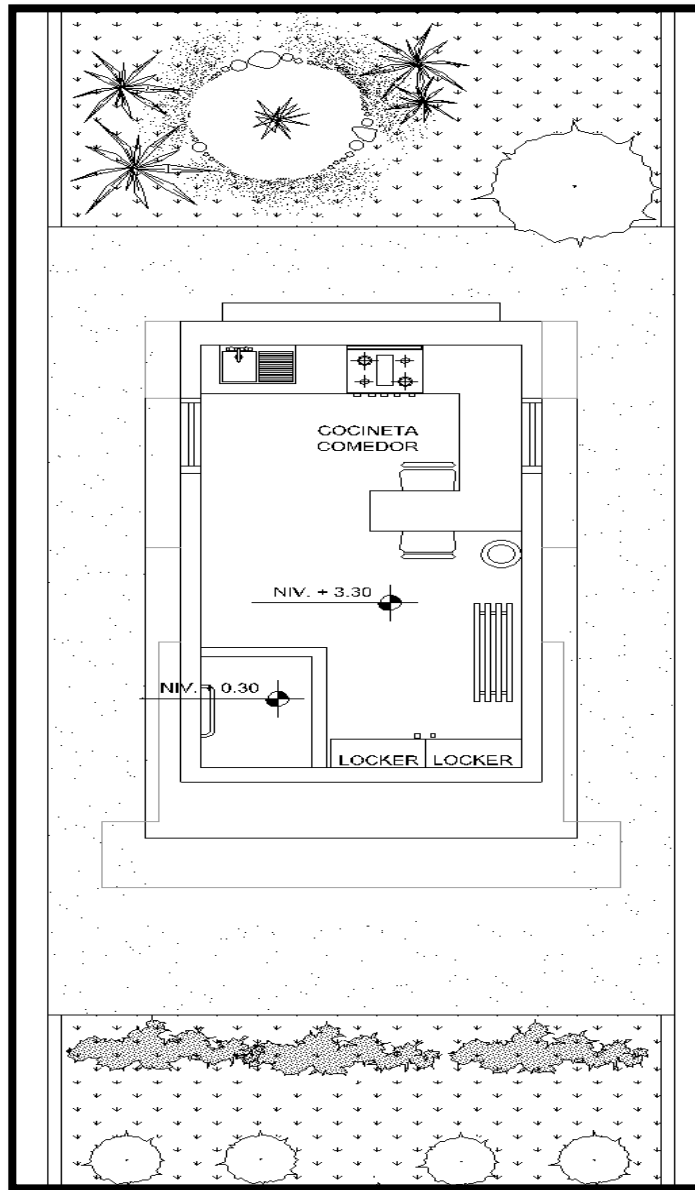 COCINETA
COMEDOR
NIV. + 3.30
NIV. + 0.30
LOCKER LOCKER